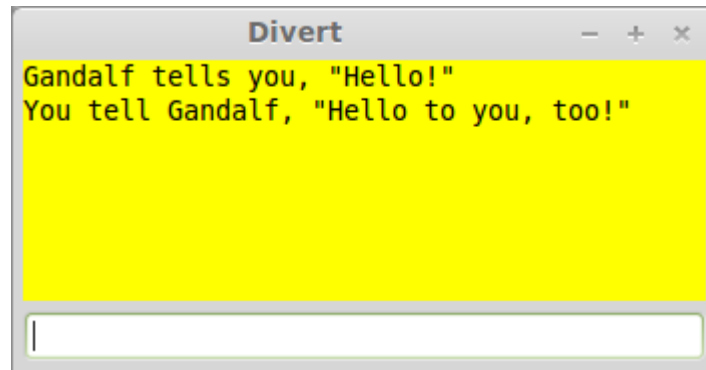 Divert
Gandalf tells you, "Hello!"
You tell Gandalf, "Hello to you, too!"